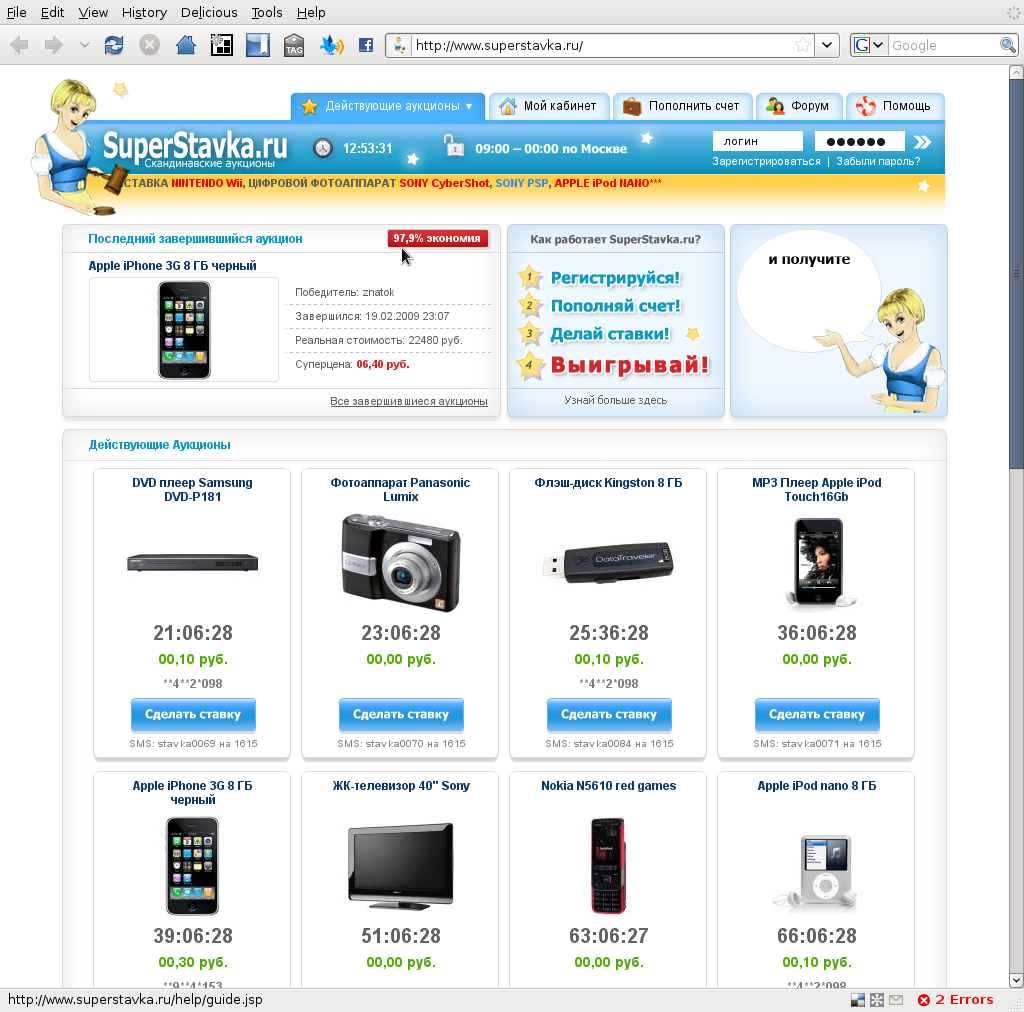 File Edit View History Delicious Tools Help
http://www.superstavka.ru/
G Google
TAG
Действующие аукционы ▼ Мой кабинет Пополнить счет Форум Помощь
SuperStavka.ru
Скандинавские аукционы
12:53:31
09:00 – 00:00 по Москве
логин ●●●●●●
Зарегистрироваться | Забыли пароль?
СТАВКА NINTENDO Wii, ЦИФРОВОЙ ФОТОАППАРАТ SONY CyberShot, SONY PSP, APPLE iPod NANO***
Последний завершившийся аукцион
97,9% экономия
Apple iPhone 3G 8 ГБ черный
Победитель: znatok
Завершился: 19.02.2009 23:07
Реальная стоимость: 22480 руб.
Суперцена: 06,40 руб.
Все завершившиеся аукционы
Как работает SuperStavka.ru?
1 Регистрируйся!
2 Пополняй счет!
3 Делай ставки!
4 Выигрывай!
Узнай больше здесь
и получите
Действующие Аукционы
DVD плеер Samsung
DVD-P181
21:06:28
00,10 руб.
**4**2*098
Сделать ставку
SMS: stavka0069 на 1615
Фотоаппарат Panasonic
Lumix
23:06:28
00,00 руб.
Сделать ставку
SMS: stavka0070 на 1615
Флэш-диск Kingston 8 ГБ
DataTraveler
25:36:28
00,10 руб.
**4**2*098
Сделать ставку
SMS: stavka0084 на 1615
MP3 Плеер Apple iPod
Touch16Gb
36:06:28
00,00 руб.
Сделать ставку
SMS: stavka0071 на 1615
Apple iPhone 3G 8 ГБ
черный
39:06:28
00,30 руб.
**9**4*153
ЖК-телевизор 40" Sony
51:06:28
00,00 руб.
Nokia N5610 red games
63:06:27
00,00 руб.
Apple iPod nano 8 ГБ
66:06:28
00,10 руб.
**4**2*098
http://www.superstavka.ru/help/guide.jsp
2 Errors